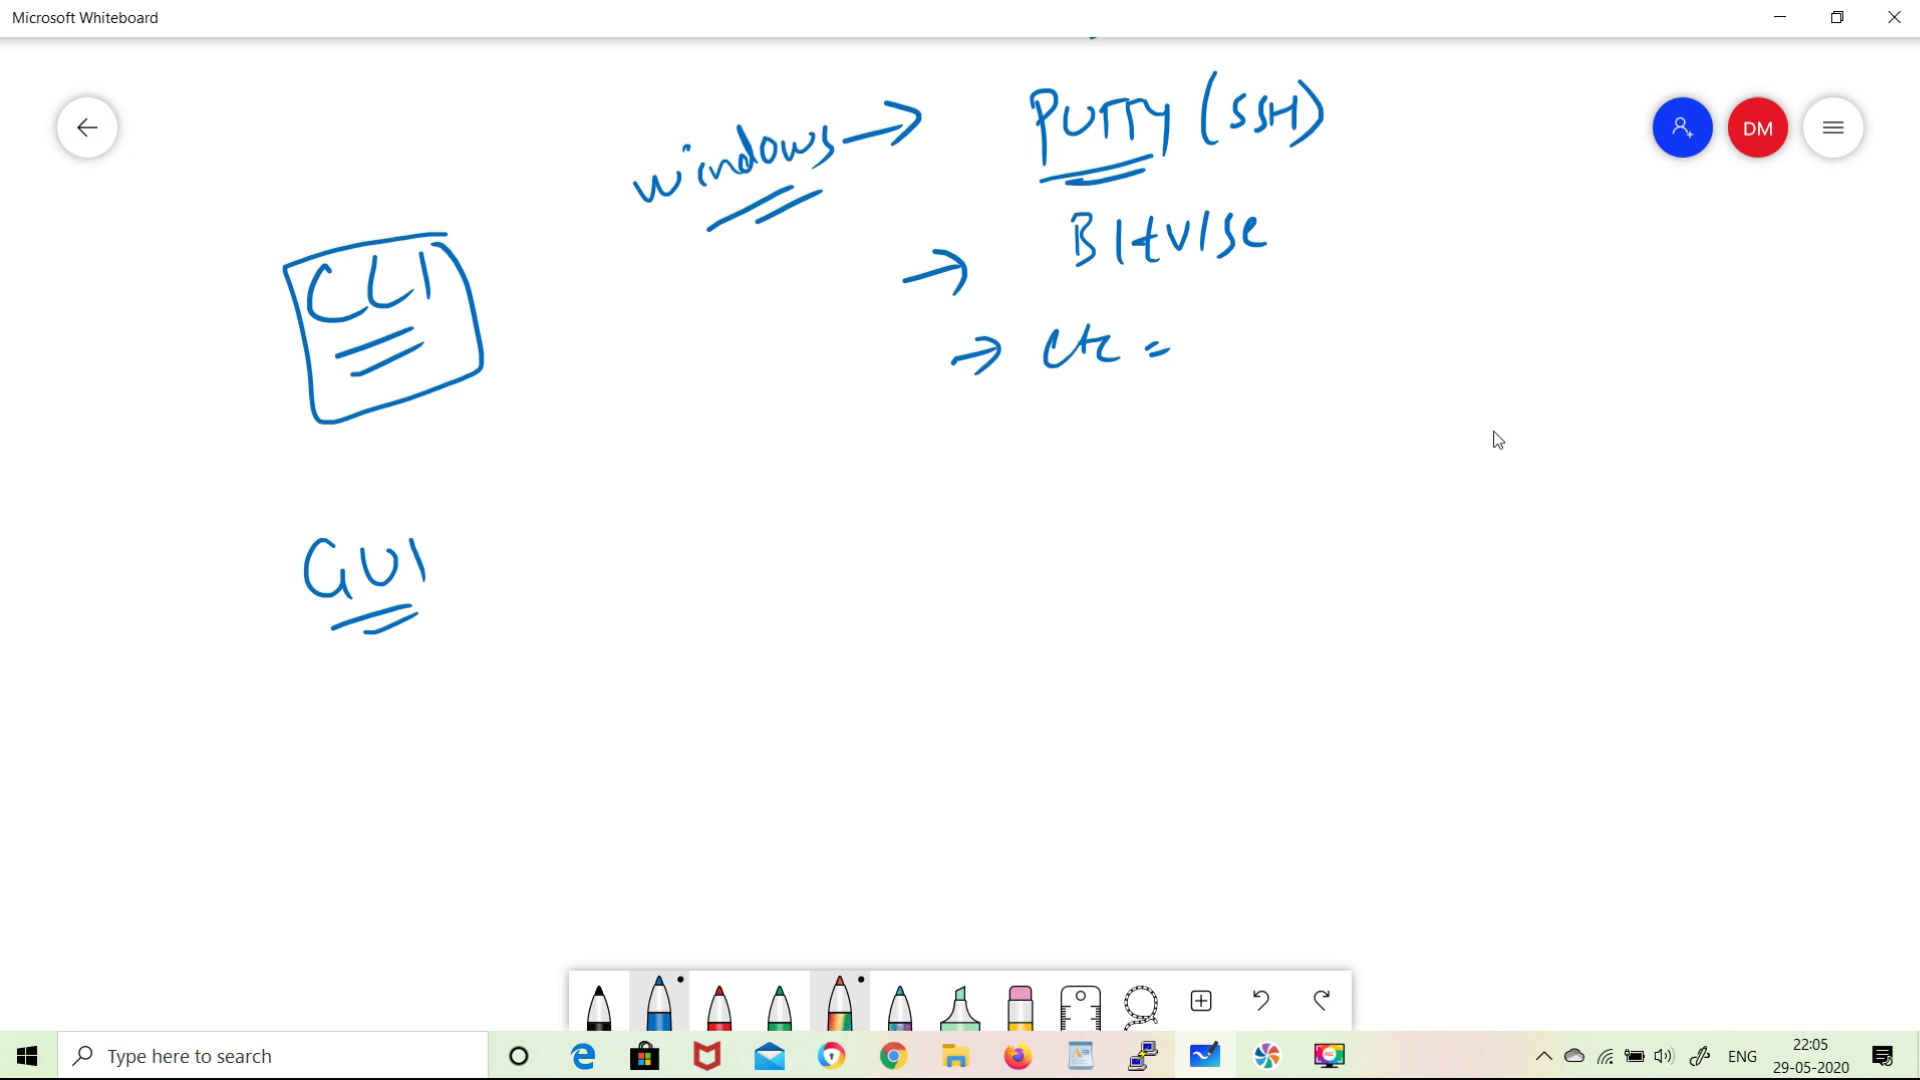 Microsoft Whiteboard
PUTTY (SSH)
windows
DM
Bitvise
CLI
etc
GUI
Type here to search
ENG
22:05
29-05-2020